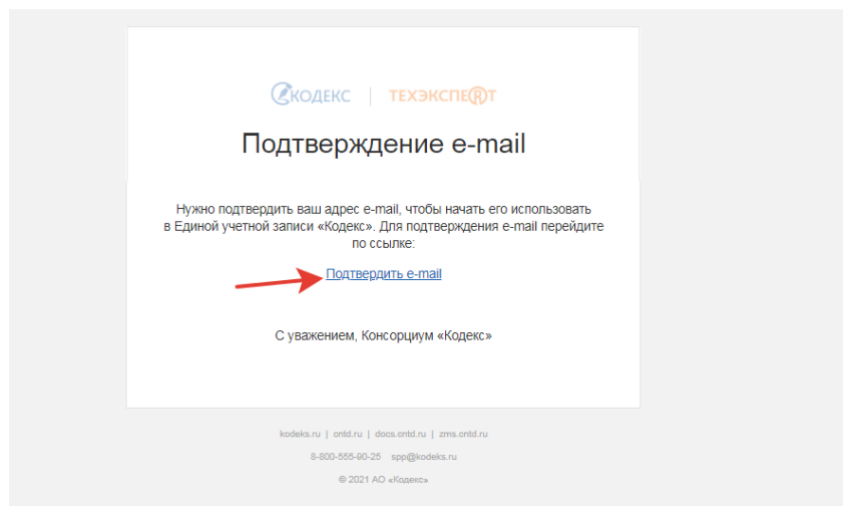 КОДЕКС | ТЕХЭКСПЕRТ
Подтверждение e-mail
Нужно подтвердить ваш адрес e-mail, чтобы начать его использовать
в Единой учетной записи «Кодекс». Для подтверждения e-mail перейдите
по ссылке:
Подтвердить e-mail
С уважением, Консорциум «Кодекс»
kodeks.ru | cntd.ru | docs.cntd.ru | zms.cntd.ru
8-800-555-90-25 spp@kodeks.ru
© 2021 АО «Кодекс»